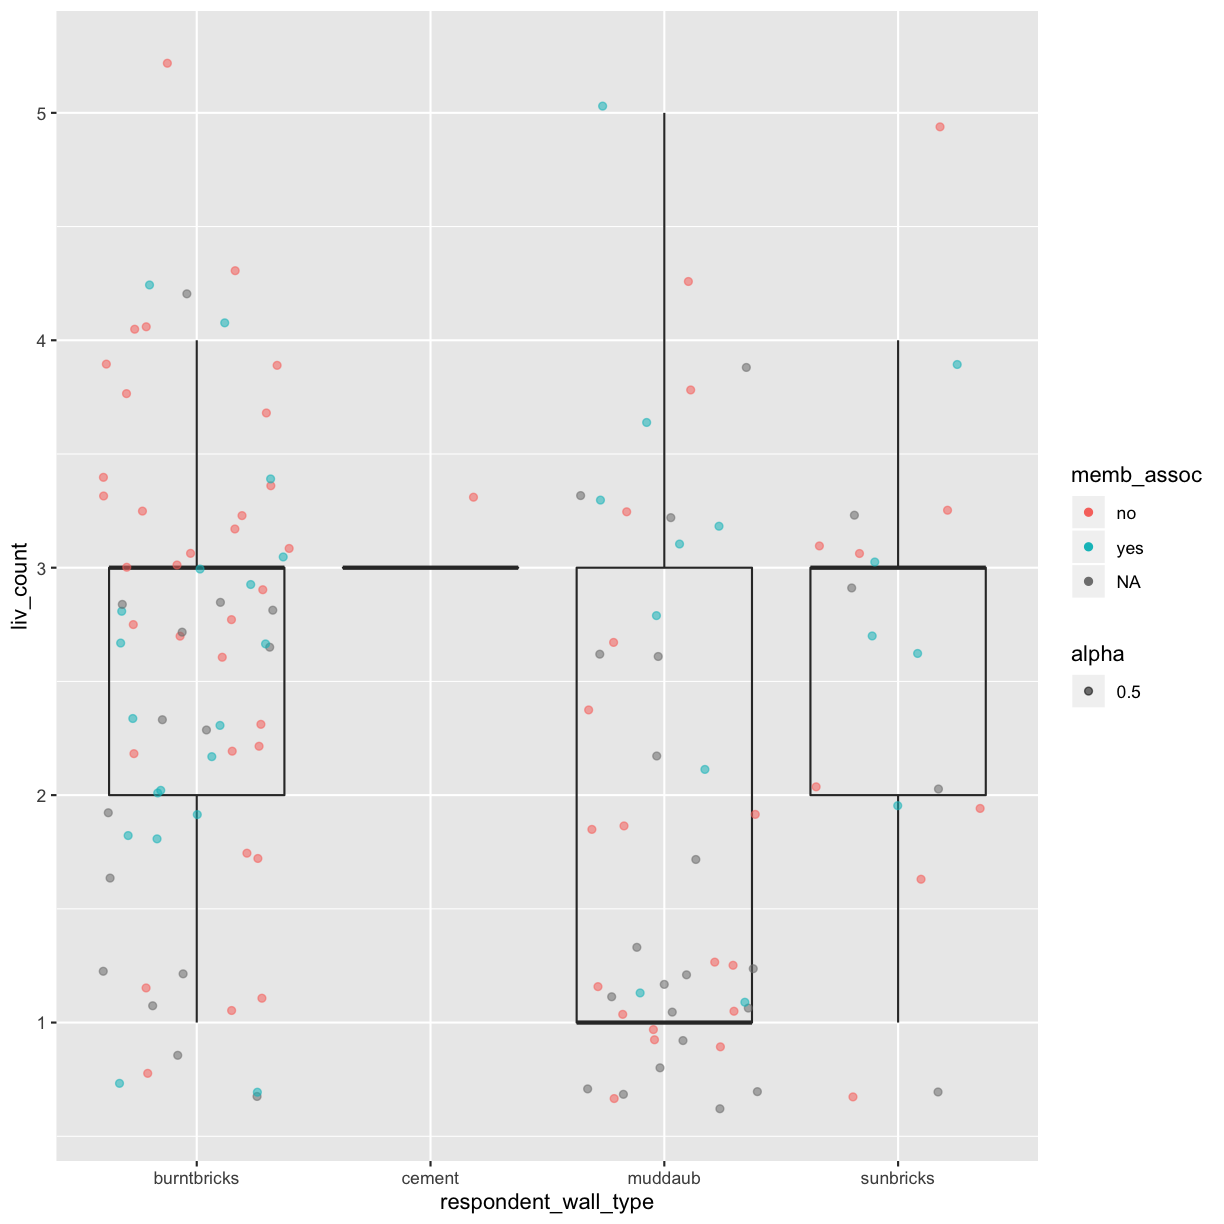 5
4
3
2
1
liv_count
burntbricks
cement
muddaub
sunbricks
respondent_wall_type
memb_assoc
no
yes
NA
alpha
0.5